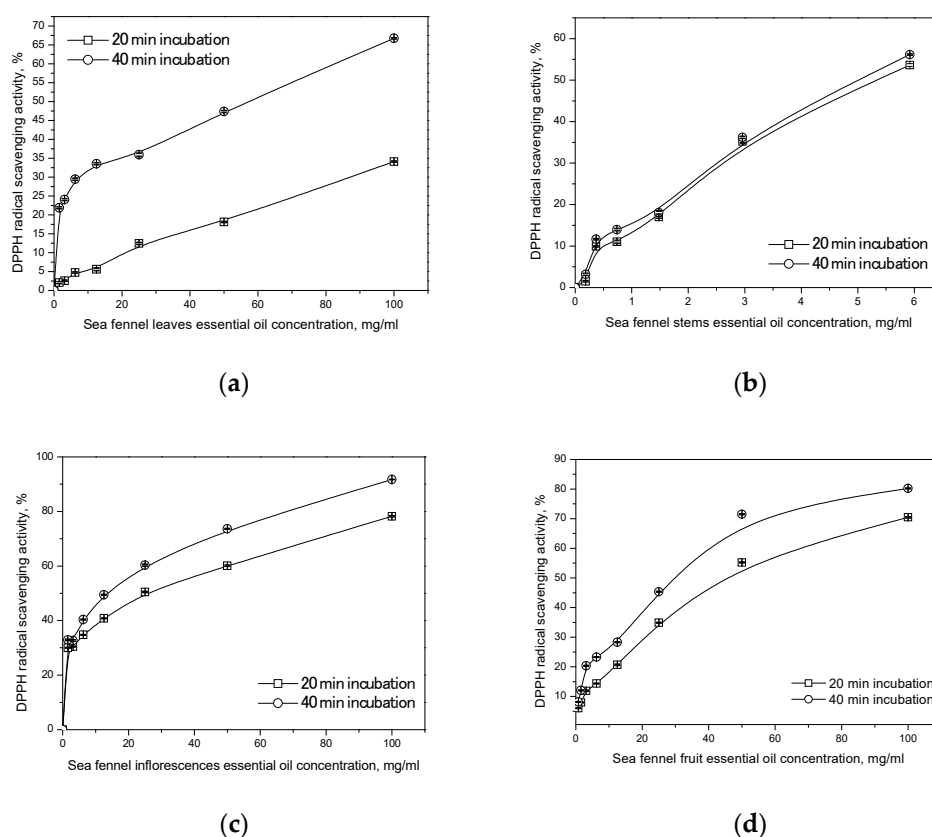 DPPH radical scavenging activity, %
70
65
60
55
50
45
40
35
30
25
20
15
10
5
0
20 min incubation
40 min incubation
0 20 40 60 80 100
Sea fennel leaves essential oil concentration, mg/ml
(a)
DPPH radical scavenging activity, %
60
50
40
30
20
10
0
20 min incubation
40 min incubation
0 1 2 3 4 5 6
Sea fennel stems essential oil concentration, mg/ml
(b)
DPPH radical scavenging activity, %
100
80
60
40
20
0
20 min incubation
40 min incubation
0 20 40 60 80 100
Sea fennel inflorescences essential oil concentration, mg/ml
(c)
DPPH radical scavenging activity, %
90
80
70
60
50
40
30
20
10
20 min incubation
40 min incubation
0 20 40 60 80 100
Sea fennel fruit essential oil concentration, mg/ml
(d)